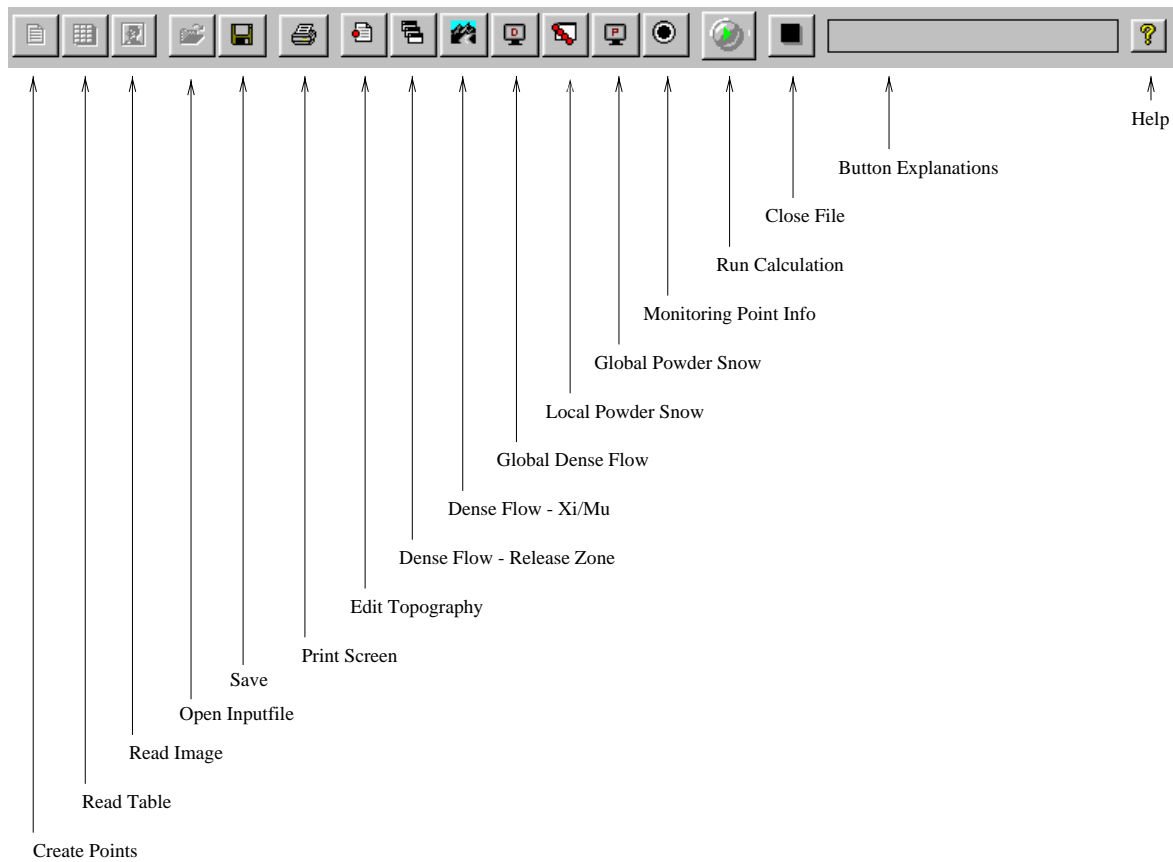 D
P
?
Help
Button Explanations
Close File
Run Calculation
Monitoring Point Info
Global Powder Snow
Local Powder Snow
Global Dense Flow
Dense Flow - Xi/Mu
Dense Flow - Release Zone
Edit Topography
Print Screen
Save
Open Inputfile
Read Image
Read Table
Create Points